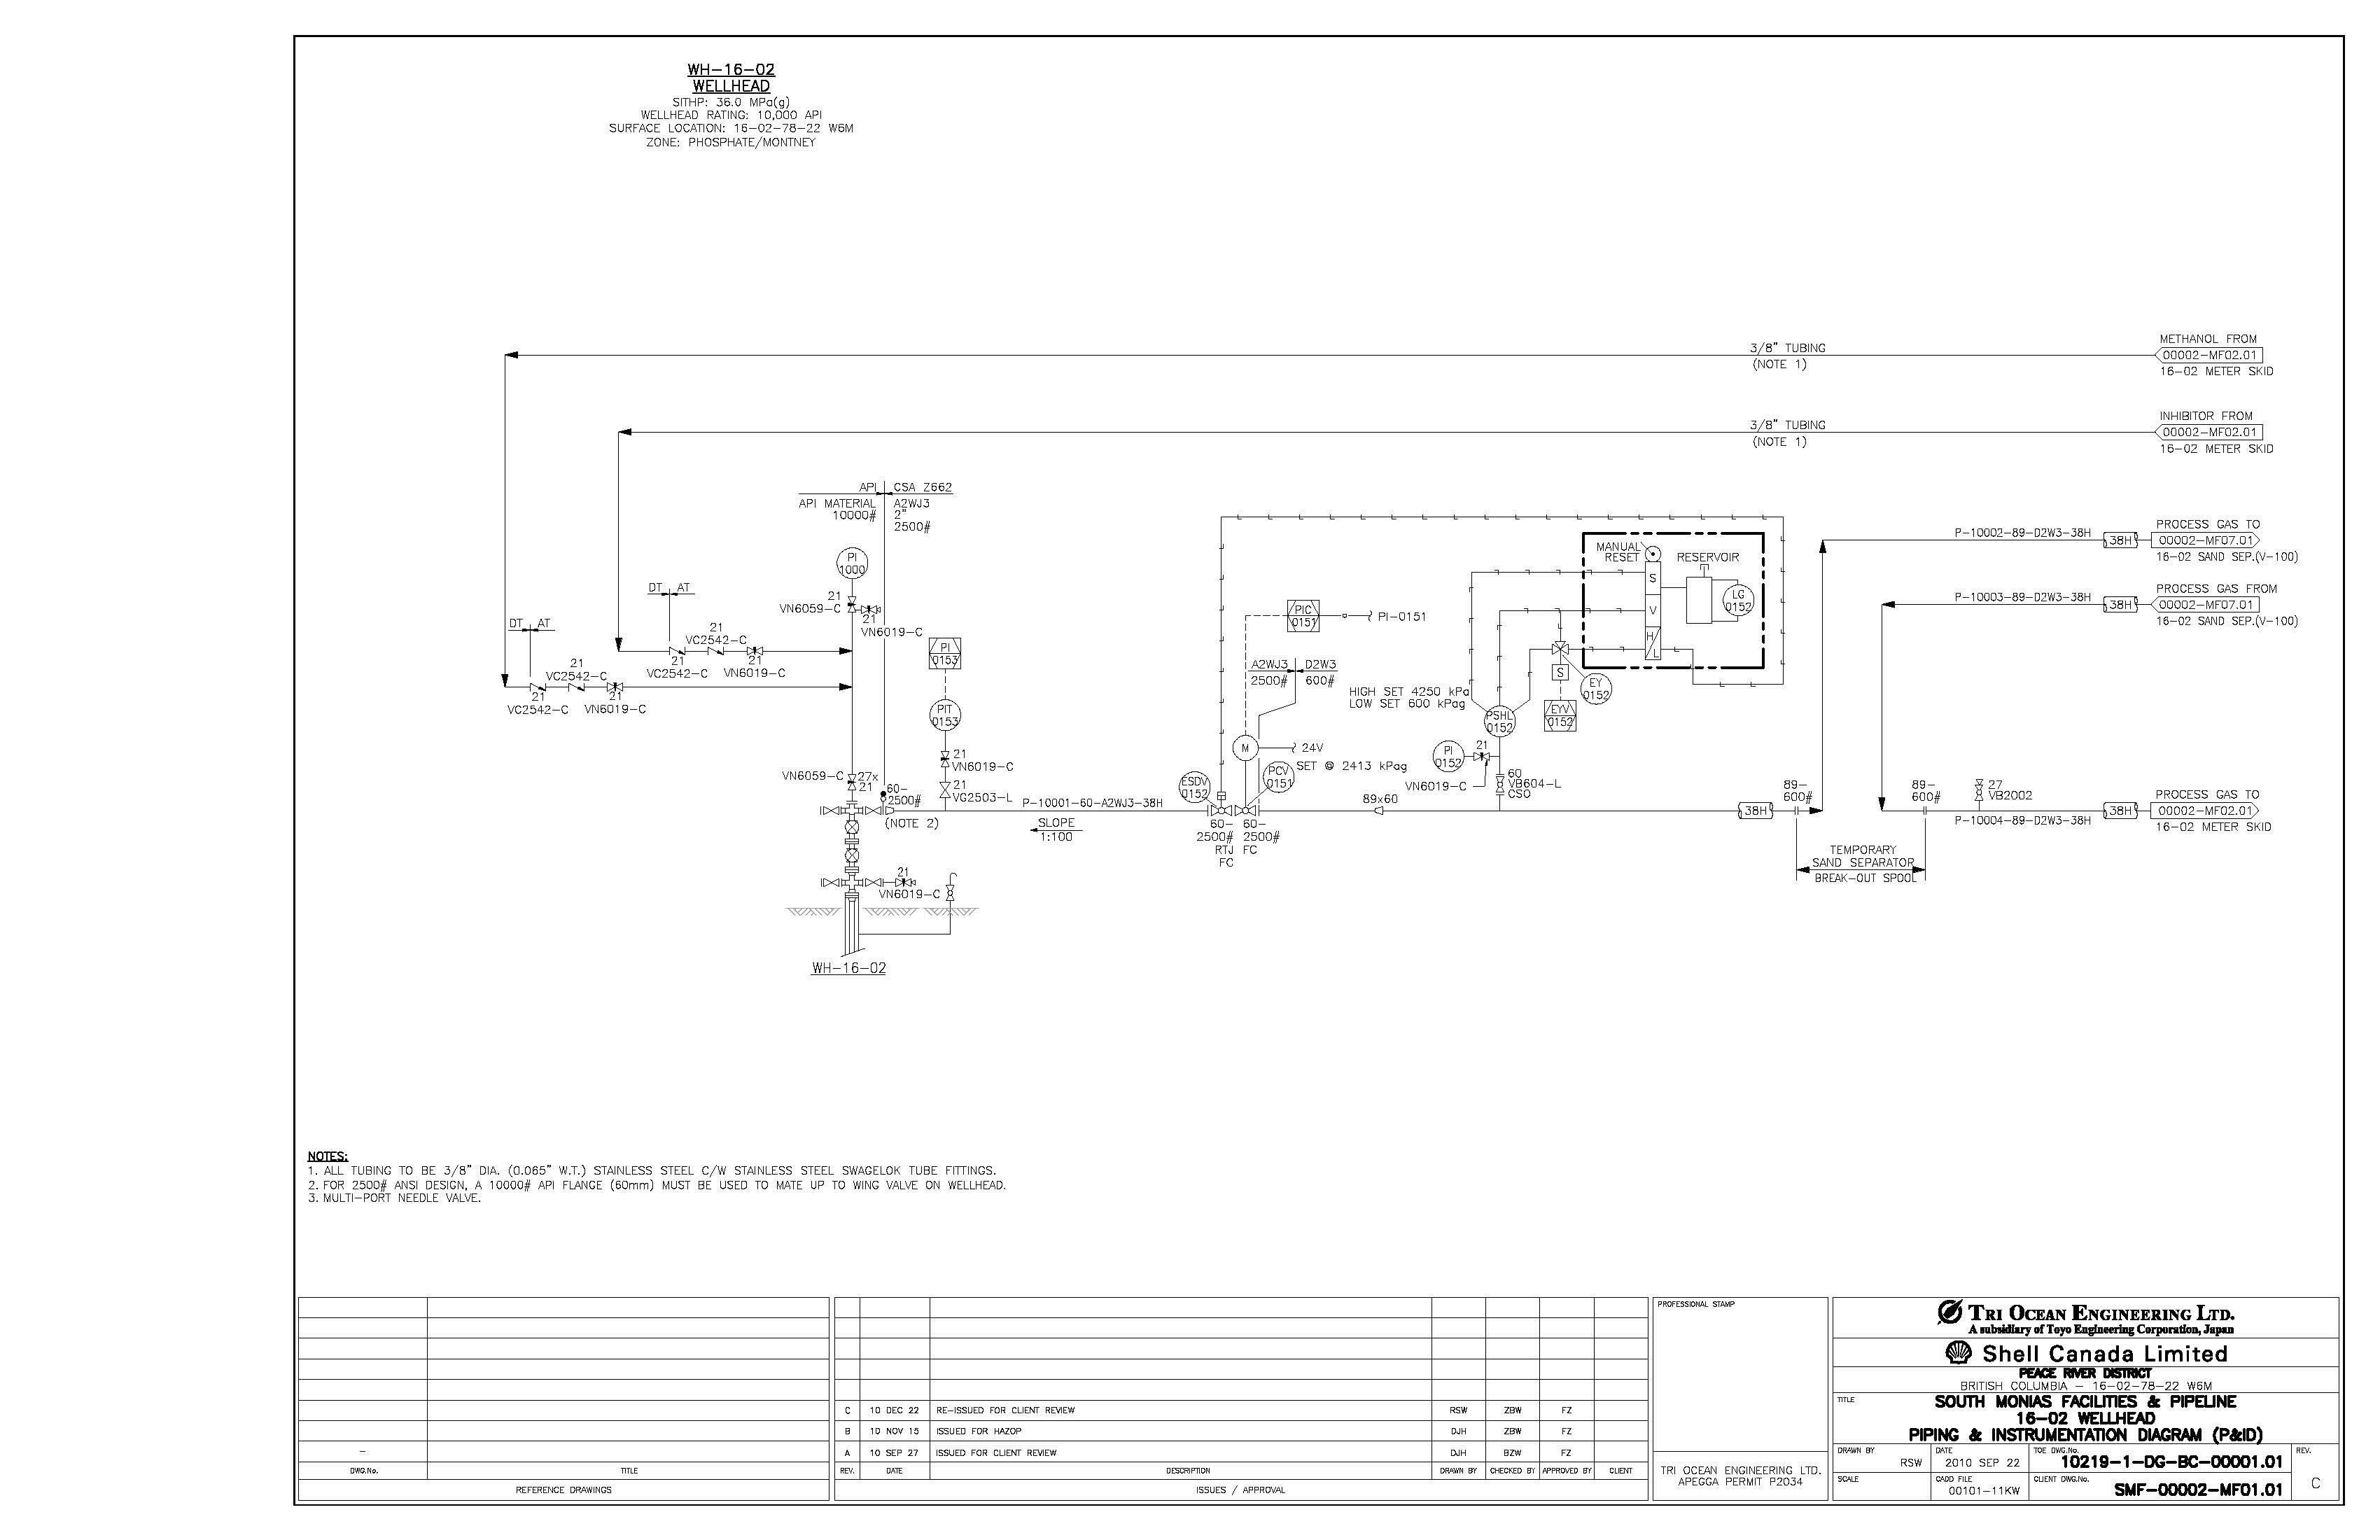 WH-16-02
WELLHEAD
SITHP: 36.0 MPa(g)
WELLHEAD RATING: 10,000 API
SURFACE LOCATION: 16-02-78-22 W6M
ZONE: PHOSPHATE/MONTNEY
METHANOL FROM
3/8" TUBING
00002-MF02.01
(NOTE 1)
16-02 METER SKID
INHIBITOR FROM
3/8" TUBING
00002-MF02.01
(NOTE 1)
16-02 METER SKID
API CSA Z662
API MATERIAL A2WJ3
10000# 2"
2500#
PI
1000
21
VN6059-C
21
VN6019-C
DT AT
21
VC2542-C
21
VC2542-C
21
VN6019-C
DT AT
21
VC2542-C
21
VC2542-C
21
VN6019-C
PI
0153
PIT
0153
21
VN6019-C
21
VG2503-L
VN6059-C 27x
21
60-
2500#
(NOTE 2)
P-10001-60-A2WJ3-38H
SLOPE
1:100
21
VN6019-C
WH-16-02
PIC
0151
PI-0151
A2WJ3 D2W3
2500# 600#
M
24V
SET @ 2413 kPag
ESDV
0152
PCV
0151
60-
2500#
RTJ
FC
60-
2500#
FC
89x60
HIGH SET 4250 kPa
LOW SET 600 kPag
PSHL
0152
PI
0152
21
VN6019-C
60
VB604-L
CSO
MANUAL
RESET
RESERVOIR
S
V
H/L
LG
0152
S
EY
0152
EYV
0152
PROCESS GAS TO
P-10002-89-D2W3-38H
38H
00002-MF07.01
16-02 SAND SEP.(V-100)
PROCESS GAS FROM
P-10003-89-D2W3-38H
38H
00002-MF07.01
16-02 SAND SEP.(V-100)
38H
89-
600#
89-
600#
27
VB2002
P-10004-89-D2W3-38H
38H
PROCESS GAS TO
00002-MF02.01
16-02 METER SKID
TEMPORARY
SAND SEPARATOR
BREAK-OUT SPOOL
NOTES:
1. ALL TUBING TO BE 3/8" DIA. (0.065" W.T.) STAINLESS STEEL C/W STAINLESS STEEL SWAGELOK TUBE FITTINGS.
2. FOR 2500# ANSI DESIGN, A 10000# API FLANGE (60mm) MUST BE USED TO MATE UP TO WING VALVE ON WELLHEAD.
3. MULTI-PORT NEEDLE VALVE.
-
DWG.No. TITLE
REFERENCE DRAWINGS
C 10 DEC 22 RE-ISSUED FOR CLIENT REVIEW RSW ZBW FZ
B 10 NOV 15 ISSUED FOR HAZOP DJH ZBW FZ
A 10 SEP 27 ISSUED FOR CLIENT REVIEW DJH BZW FZ
REV. DATE DESCRIPTION DRAWN BY CHECKED BY APPROVED BY CLIENT
ISSUES / APPROVAL
PROFESSIONAL STAMP
TRI OCEAN ENGINEERING LTD.
APEGGA PERMIT P2034
TRI OCEAN ENGINEERING LTD.
A subsidiary of Toyo Engineering Corporation, Japan
Shell Canada Limited
PEACE RIVER DISTRICT
BRITISH COLUMBIA - 16-02-78-22 W6M
TITLE
SOUTH MONIAS FACILITIES & PIPELINE
16-02 WELLHEAD
PIPING & INSTRUMENTATION DIAGRAM (P&ID)
DRAWN BY RSW
DATE 2010 SEP 22
TOE DWG.No. 10219-1-DG-BC-00001.01
REV. C
SCALE
CADD FILE 00101-11KW
CLIENT DWG.No. SMF-00002-MF01.01